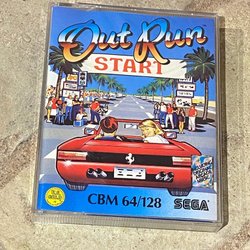 Out Run
START
CBM 64/128
SEGA